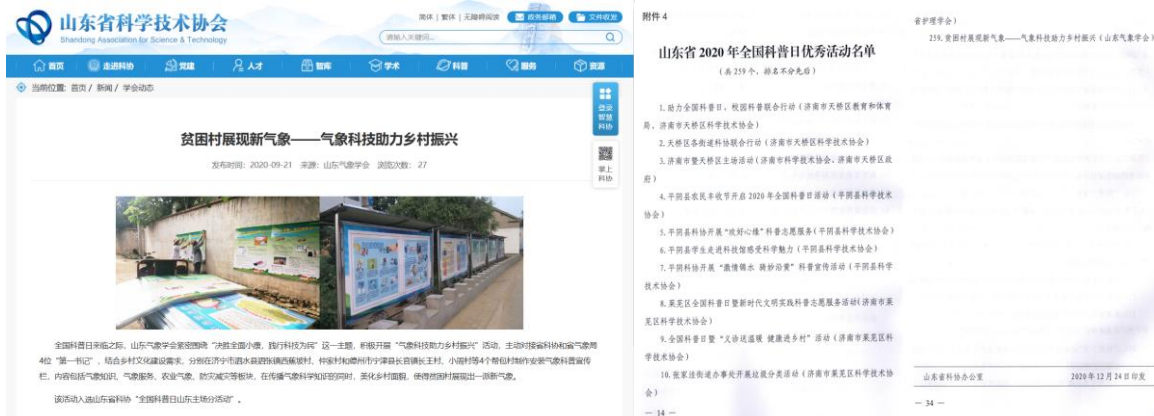 山东省科学技术协会
Shandong Association for Science & Technology
简体 | 繁体 | 无障碍阅读
政务邮箱
文件收发
请输入关键词...
首页
走进科协
党建
人才
智库
学术
科普
服务
资源
当前位置: 首页 / 新闻 / 学会动态
登录
智慧
科协
掌上
科协
贫困村展现新气象——气象科技助力乡村振兴
发布时间: 2020-09-21 来源: 山东气象学会 浏览次数: 27
全国科普日来临之际，山东气象学会紧密围绕“决胜全面小康，践行科技为民”这一主题，积极开展“气象科技助力乡村振兴”活动，主动对接省科协和省气象局
4位“第一书记”，结合乡村文化建设需求，分别在济宁市泗水县泗张镇西蕉坡村、仲家村和德州市宁津县长官镇长王村、小谢村等4个帮包村制作安装气象科普宣传
栏，内容包括气象知识、气象服务、农业气象、防灾减灾等板块，在传播气象科学知识的同时，美化乡村面貌，使得贫困村展现出一派新气象。
该活动入选山东省科协“全国科普日山东主场分活动”。
附件 4
山东省 2020 年全国科普日优秀活动名单
（共 259 个，排名不分先后）
1.助力全国科普日、校园科普联合行动（济南市天桥区教育和体育
局、济南市天桥区科学技术协会）
2.天桥区各街道科协联合行动（济南市天桥区科学技术协会）
3.济南市暨天桥区主场活动（济南市科学技术协会、济南市天桥区政
府）
4.平阴县农民丰收节开启 2020 年全国科普日活动（平阴县科学技术
协会）
5.平阴县科协开展“欢好心缘”科普志愿服务（平阴县科学技术协会）
6.平阴县学生走进科技馆感受科学魅力（平阴县科学技术协会）
7.平阴科协开展“激情锦水 骑妙沿黄”科普宣传活动（平阴县科学
技术协会）
8.莱芜区全国科普日暨新时代文明实践科普志愿服务活动（济南市莱
芜区科学技术协会）
9.全国科普日暨“义诊送温暖 健康进乡村”活动（济南市莱芜区科
学技术协会）
10.张家洼街道办事处开展垃圾分类活动（济南市莱芜区科学技术协
会）
— 14 —
省护理学会）
259.贫困村展现新气象——气象科技助力乡村振兴（山东气象学会）
山东省科协办公室
2020年12月24日印发
— 34 —